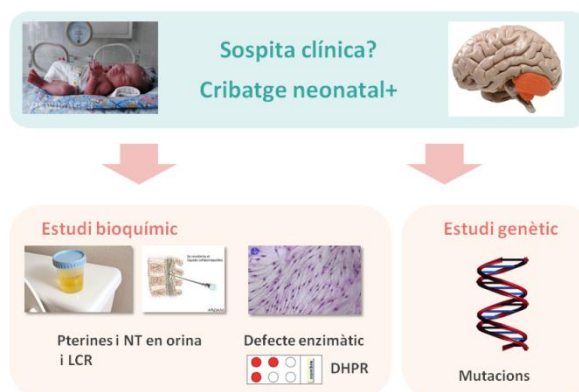 Sospita clínica?
Cribatge neonatal+
Estudi bioquímic
Pterines i NT en orina
i LCR
Defecte enzimàtic
DHPR
Estudi genètic
Mutacions